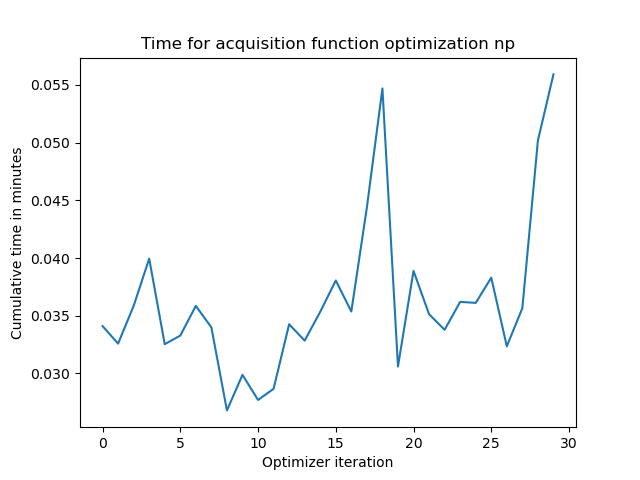 Time for acquisition function optimization np
0.055
0.050
0.045
0.040
0.035
0.030
Cumulative time in minutes
0 5 10 15 20 25 30
Optimizer iteration